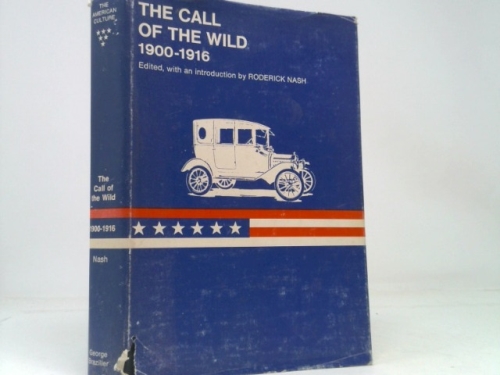 THE CALL
OF THE WILD
1900-1916
Edited, with an introduction by RODERICK NASH
THE
AMERICAN
CULTURE
The
Call of
the Wild
1900-1916
Nash
George
Braziller